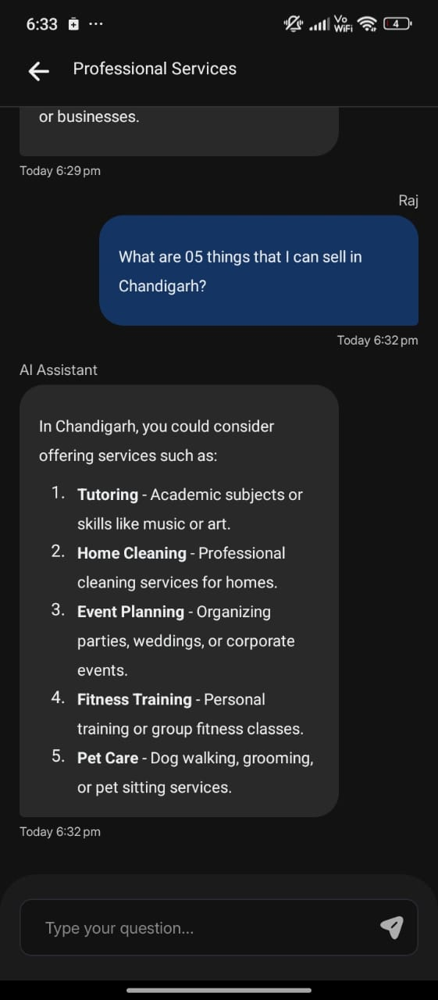 6:33 ...
Vo
WiFi
4
Professional Services
or businesses.
Today 6:29 pm
Raj
What are 05 things that I can sell in
Chandigarh?
Today 6:32 pm
AI Assistant
In Chandigarh, you could consider
offering services such as:
1. Tutoring - Academic subjects or
skills like music or art.
2. Home Cleaning - Professional
cleaning services for homes.
3. Event Planning - Organizing
parties, weddings, or corporate
events.
4. Fitness Training - Personal
training or group fitness classes.
5. Pet Care - Dog walking, grooming,
or pet sitting services.
Today 6:32 pm
Type your question...